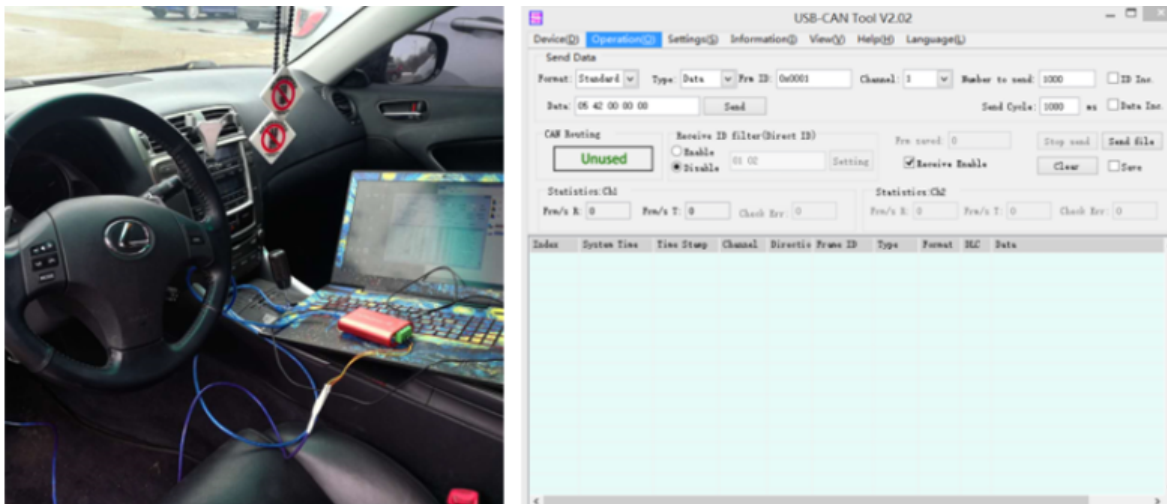 USB-CAN Tool V2.02
Device(D) Operation(O) Settings(S) Information(I) View(V) Help(H) Language(L)
Send Data
Format: Standard Type: Data Frm ID: 0x0001 Channel: 1 Number to send: 1000 ID Inc.
Data: 05 42 00 00 00 Send Send Cycle: 1000 ms Data Inc
CAN Routing Receive ID filter(Direct ID) Frm saved: 0 Stop send Send file
Unused Enable 01 02 Setting Receive Enable Clear Save
Disable
Statistics:Ch1 Statistics:Ch2
Frm/s R: 0 Frm/s T: 0 Check Err: 0 Frm/s R: 0 Frm/s T: 0 Check Err: 0
Index System Time Time Stamp Channel Directio Frame ID Type Format DLC Data